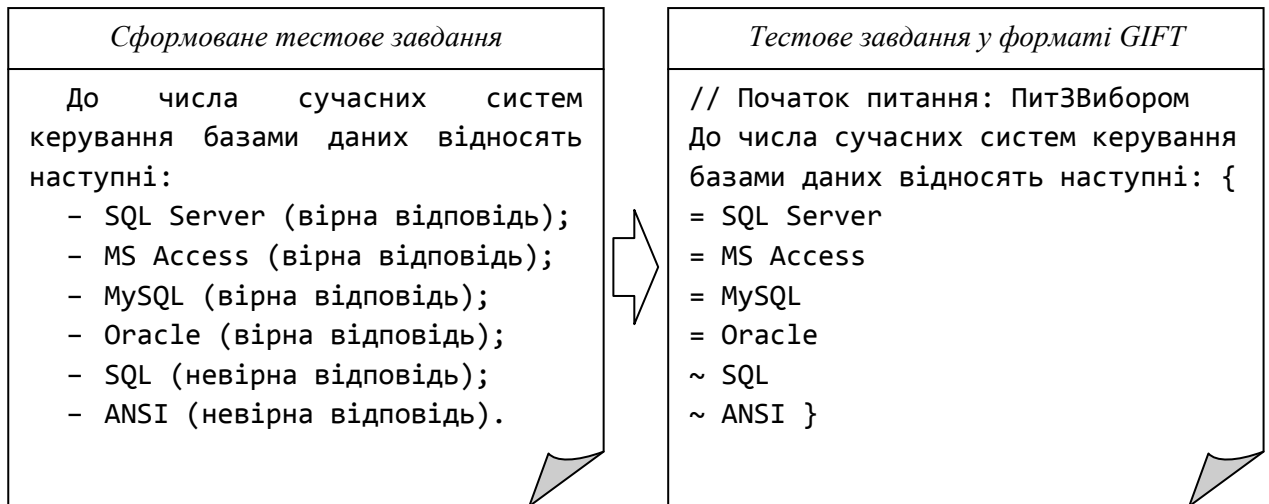 Сформоване тестове завдання
До числа сучасних систем
керування базами даних відносять
наступні:
– SQL Server (вірна відповідь);
– MS Access (вірна відповідь);
– MySQL (вірна відповідь);
– Oracle (вірна відповідь);
– SQL (невірна відповідь);
– ANSI (невірна відповідь).
Тестове завдання у форматі GIFT
// Початок питання: ПитЗВибором
До числа сучасних систем керування
базами даних відносять наступні: {
= SQL Server
= MS Access
= MySQL
= Oracle
~ SQL
~ ANSI }